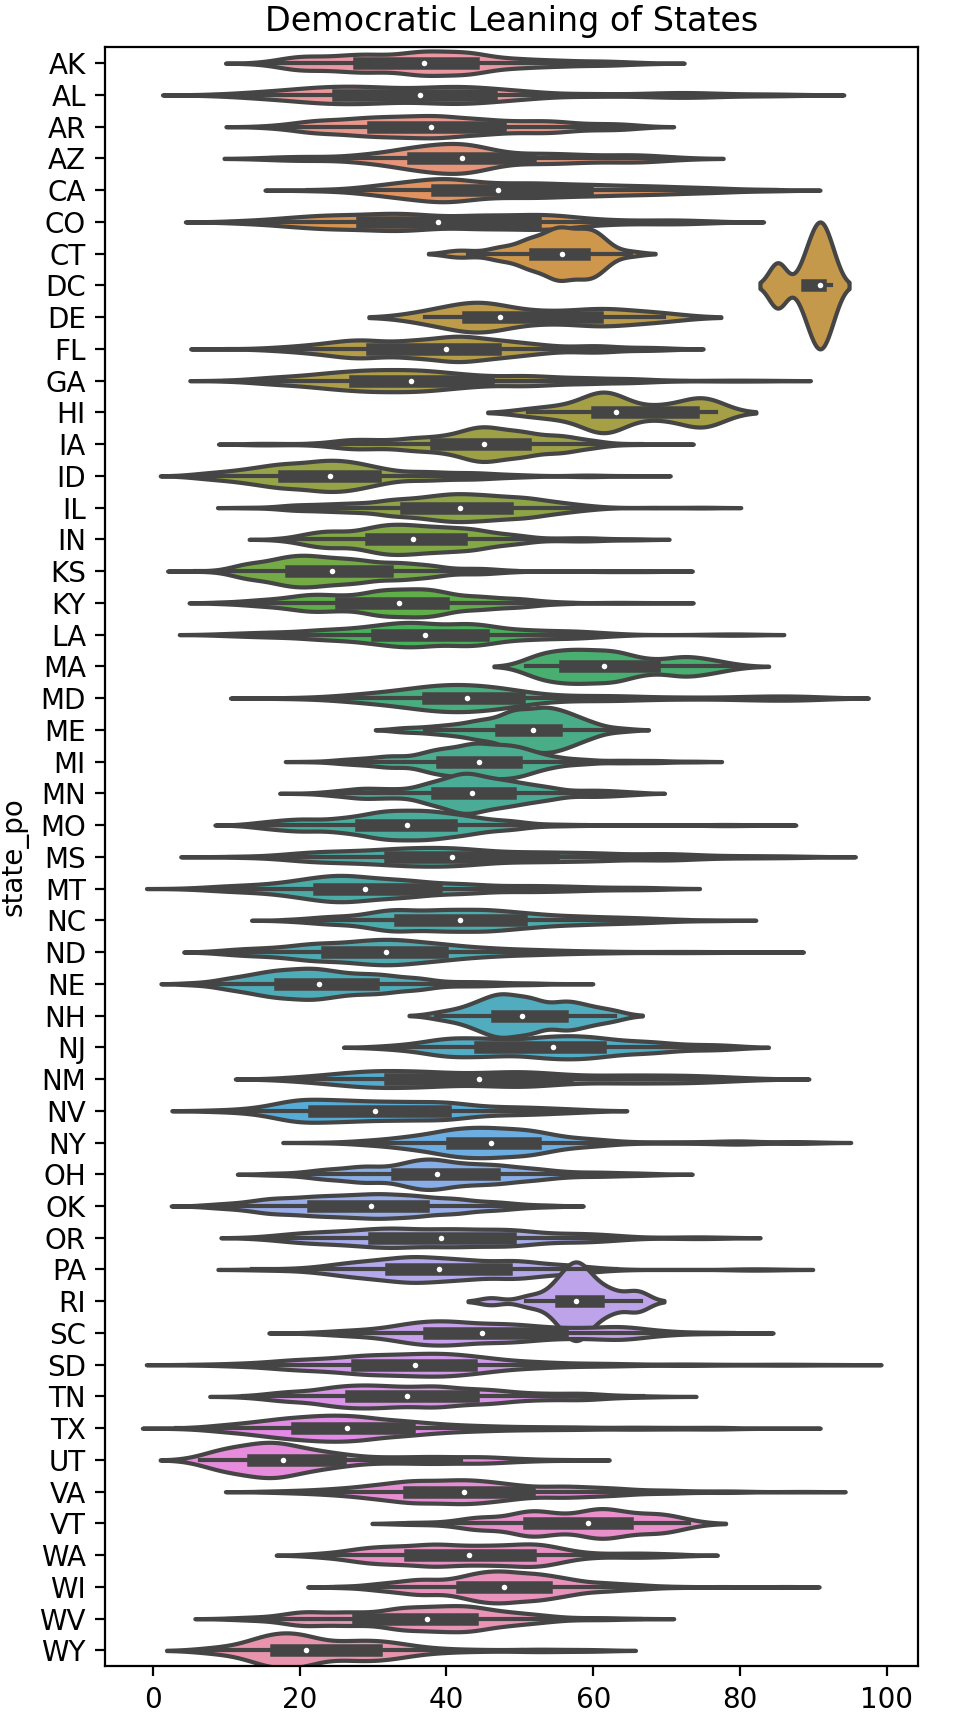 Democratic Leaning of States
AK
AL
AR
AZ
CA
CO
CT
DC
DE
FL
GA
HI
IA
ID
IL
IN
KS
KY
LA
MA
MD
ME
MI
MN
MO
MS
MT
NC
ND
NE
NH
NJ
NM
NV
NY
OH
OK
OR
PA
RI
SC
SD
TN
TX
UT
VA
VT
WA
WI
WV
WY
state_po
0 20 40 60 80 100